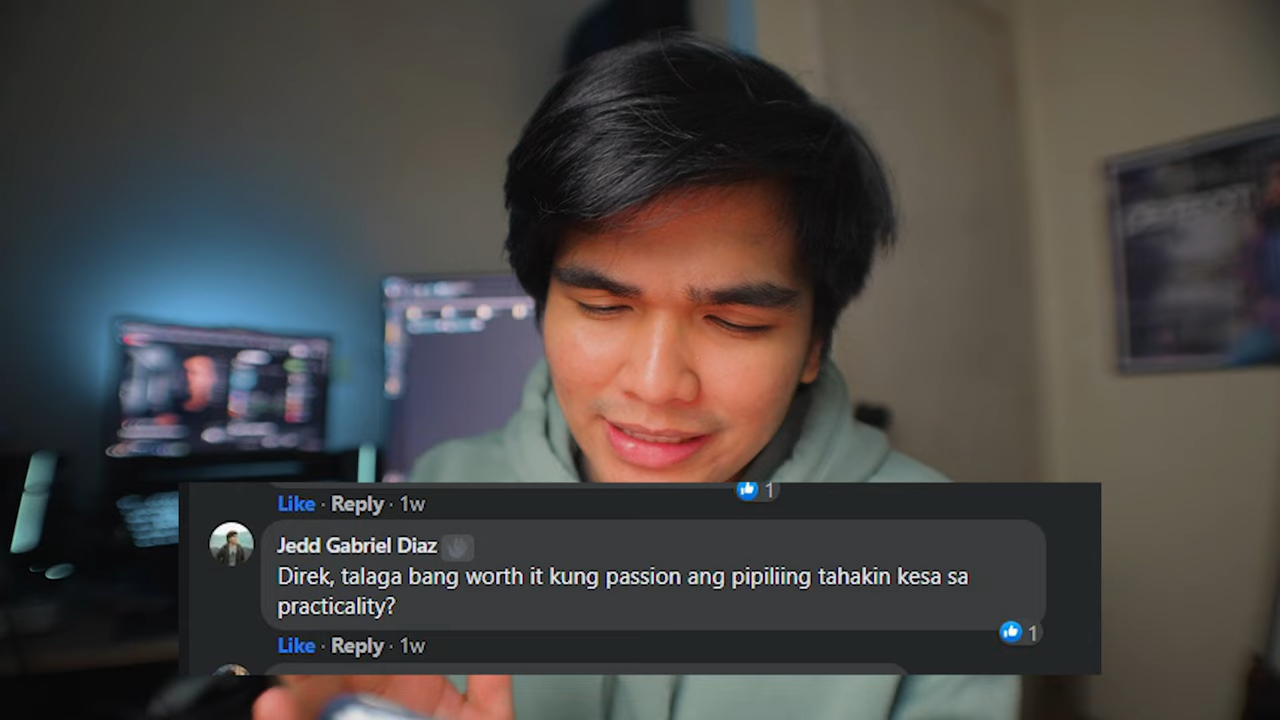 1
Like · Reply · 1w
Jedd Gabriel Diaz
Direk, talaga bang worth it kung passion ang pipiliing tahakin kesa sa
practicality?
1
Like · Reply · 1w